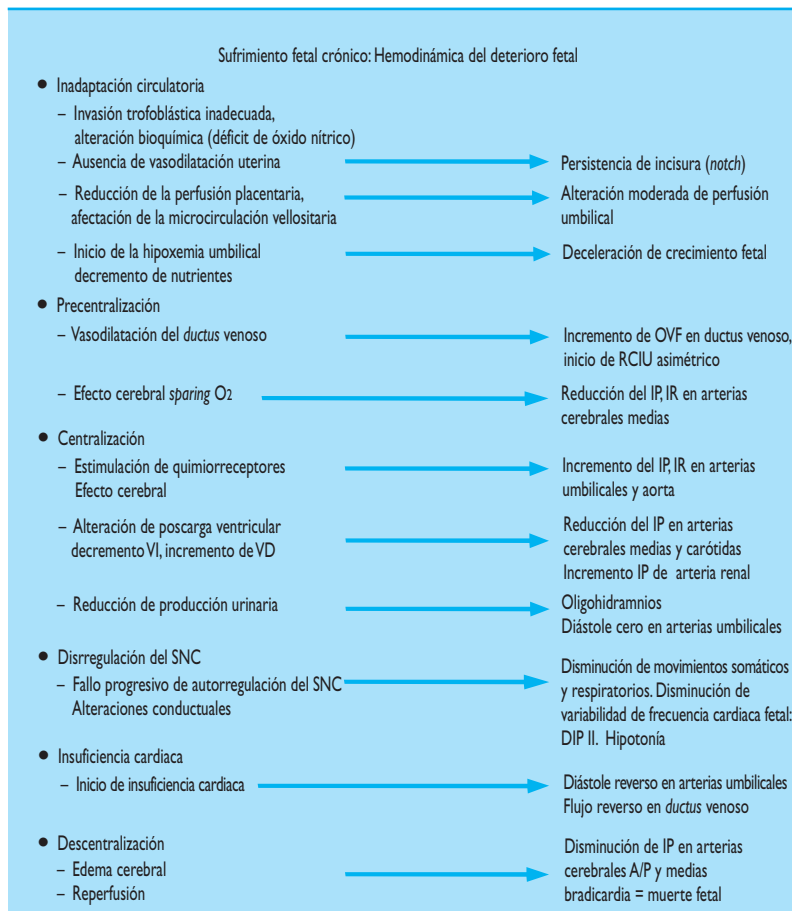 Sufrimiento fetal crónico: Hemodinámica del deterioro fetal
• Inadaptación circulatoria
– Invasión trofoblástica inadecuada,
alteración bioquímica (déficit de óxido nítrico)
– Ausencia de vasodilatación uterina
Persistencia de incisura (notch)
– Reducción de la perfusión placentaria,
afectación de la microcirculación vellositaria
Alteración moderada de perfusión
umbilical
– Inicio de la hipoxemia umbilical
decremento de nutrientes
Deceleración de crecimiento fetal
• Precentralización
– Vasodilatación del ductus venoso
Incremento de OVF en ductus venoso,
inicio de RCIU asimétrico
– Efecto cerebral sparing O2
Reducción del IP, IR en arterias
cerebrales medias
• Centralización
– Estimulación de quimiorreceptores
Efecto cerebral
Incremento del IP, IR en arterias
umbilicales y aorta
– Alteración de poscarga ventricular
decremento VI, incremento de VD
Reducción del IP en arterias
cerebrales medias y carótidas
Incremento IP de arteria renal
– Reducción de producción urinaria
Oligohidramnios
Diástole cero en arterias umbilicales
• Disrregulación del SNC
– Fallo progresivo de autorregulación del SNC
Alteraciones conductuales
Disminución de movimientos somáticos
y respiratorios. Disminución de
variabilidad de frecuencia cardiaca fetal:
DIP II. Hipotonía
• Insuficiencia cardiaca
– Inicio de insuficiencia cardiaca
Diástole reverso en arterias umbilicales
Flujo reverso en ductus venoso
• Descentralización
– Edema cerebral
– Reperfusión
Disminución de IP en arterias
cerebrales A/P y medias
bradicardia = muerte fetal